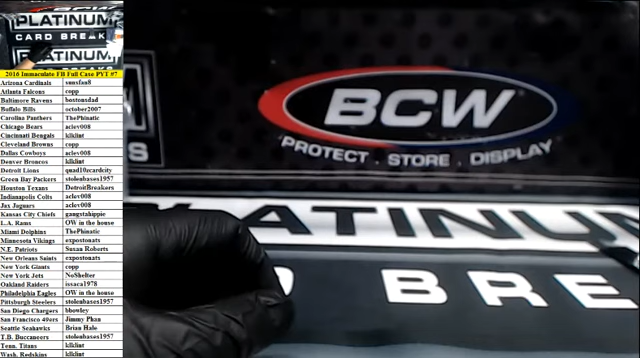 PLATINUM
CARD BREAK
PLATINUM
2016 Immaculate FB Full Case PYT #7
Arizona Cardinals sunsfan8
Atlanta Falcons copp
Baltimore Ravens bostonsdad
Buffalo Bills october2007
Carolina Panthers ThePhinatic
Chicago Bears aclev008
Cincinnati Bengals klklint
Cleveland Browns copp
Dallas Cowboys aclev008
Denver Broncos klklint
Detroit Lions quad10cardcity
Green Bay Packers stolenbases1957
Houston Texans DetroitBreakers
Indianapolis Colts aclev008
Jax Jaguars aclev008
Kansas City Chiefs gangstahippie
L.A. Rams OW in the house
Miami Dolphins ThePhinatic
Minnesota Vikings expostonats
N.E. Patriots Susan Roberts
New Orleans Saints expostonats
New York Giants copp
New York Jets NoShelter
Oakland Raiders issaca1978
Philadelphia Eagles OW in the house
Pittsburgh Steelers stolenbases1957
San Diego Chargers bbowley
San Francisco 49ers Jimmy Phan
Seattle Seahawks Brian Hale
T.B. Buccaneers stolenbases1957
Tenn. Titans klklint
Wash. Redskins klklint
BCW
PROTECT . STORE . DISPLAY
S
LATINU
BRE